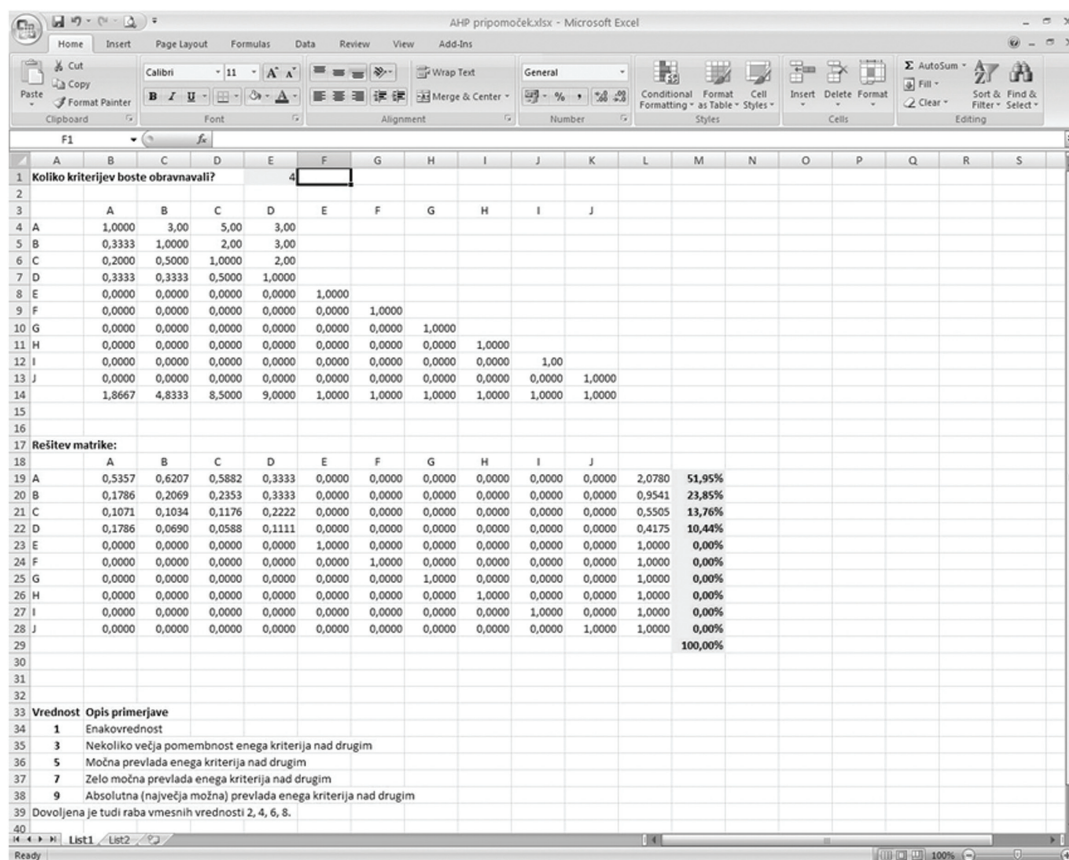 AHP pripomoček.xlsx - Microsoft Excel
Home Insert Page Layout Formulas Data Review View Add-Ins
Cut
Copy
Format Painter
Paste
Clipboard
Calibri 11 A A
B I U A
Font
Wrap Text
Merge & Center
Alignment
General
% ,
Number
Conditional Formatting Format as Table Cell Styles
Styles
Insert Delete Format
Cells
Σ AutoSum
Fill
Clear
Sort & Filter Find & Select
Editing
F1 fx
A B C D E F G H I J K L M N O P Q R S
1 Koliko kriterijev boste obravnavali? 4
2
3 A B C D E F G H I J
4 A 1,0000 3,00 5,00 3,00
5 B 0,3333 1,0000 2,00 3,00
6 C 0,2000 0,5000 1,0000 2,00
7 D 0,3333 0,3333 0,5000 1,0000
8 E 0,0000 0,0000 0,0000 0,0000 1,0000
9 F 0,0000 0,0000 0,0000 0,0000 0,0000 1,0000
10 G 0,0000 0,0000 0,0000 0,0000 0,0000 0,0000 1,0000
11 H 0,0000 0,0000 0,0000 0,0000 0,0000 0,0000 0,0000 1,0000
12 I 0,0000 0,0000 0,0000 0,0000 0,0000 0,0000 0,0000 0,0000 1,00
13 J 0,0000 0,0000 0,0000 0,0000 0,0000 0,0000 0,0000 0,0000 0,0000 1,0000
14 1,8667 4,8333 8,5000 9,0000 1,0000 1,0000 1,0000 1,0000 1,0000 1,0000
15
16
17 Rešitev matrike:
18 A B C D E F G H I J
19 A 0,5357 0,6207 0,5882 0,3333 0,0000 0,0000 0,0000 0,0000 0,0000 0,0000 2,0780 51,95%
20 B 0,1786 0,2069 0,2353 0,3333 0,0000 0,0000 0,0000 0,0000 0,0000 0,0000 0,9541 23,85%
21 C 0,1071 0,1034 0,1176 0,2222 0,0000 0,0000 0,0000 0,0000 0,0000 0,0000 0,5505 13,76%
22 D 0,1786 0,0690 0,0588 0,1111 0,0000 0,0000 0,0000 0,0000 0,0000 0,0000 0,4175 10,44%
23 E 0,0000 0,0000 0,0000 0,0000 1,0000 0,0000 0,0000 0,0000 0,0000 0,0000 1,0000 0,00%
24 F 0,0000 0,0000 0,0000 0,0000 0,0000 1,0000 0,0000 0,0000 0,0000 0,0000 1,0000 0,00%
25 G 0,0000 0,0000 0,0000 0,0000 0,0000 0,0000 1,0000 0,0000 0,0000 0,0000 1,0000 0,00%
26 H 0,0000 0,0000 0,0000 0,0000 0,0000 0,0000 0,0000 1,0000 0,0000 0,0000 1,0000 0,00%
27 I 0,0000 0,0000 0,0000 0,0000 0,0000 0,0000 0,0000 0,0000 1,0000 0,0000 1,0000 0,00%
28 J 0,0000 0,0000 0,0000 0,0000 0,0000 0,0000 0,0000 0,0000 0,0000 1,0000 1,0000 0,00%
29 100,00%
30
31
32
33 Vrednost Opis primerjave
34 1 Enakovrednost
35 3 Nekoliko večja pomembnost enega kriterija nad drugim
36 5 Močna prevlada enega kriterija nad drugim
37 7 Zelo močna prevlada enega kriterija nad drugim
38 9 Absolutna (največja možna) prevlada enega kriterija nad drugim
39 Dovoljena je tudi raba vmesnih vrednosti 2, 4, 6, 8.
40
List1 List2
Ready 100%